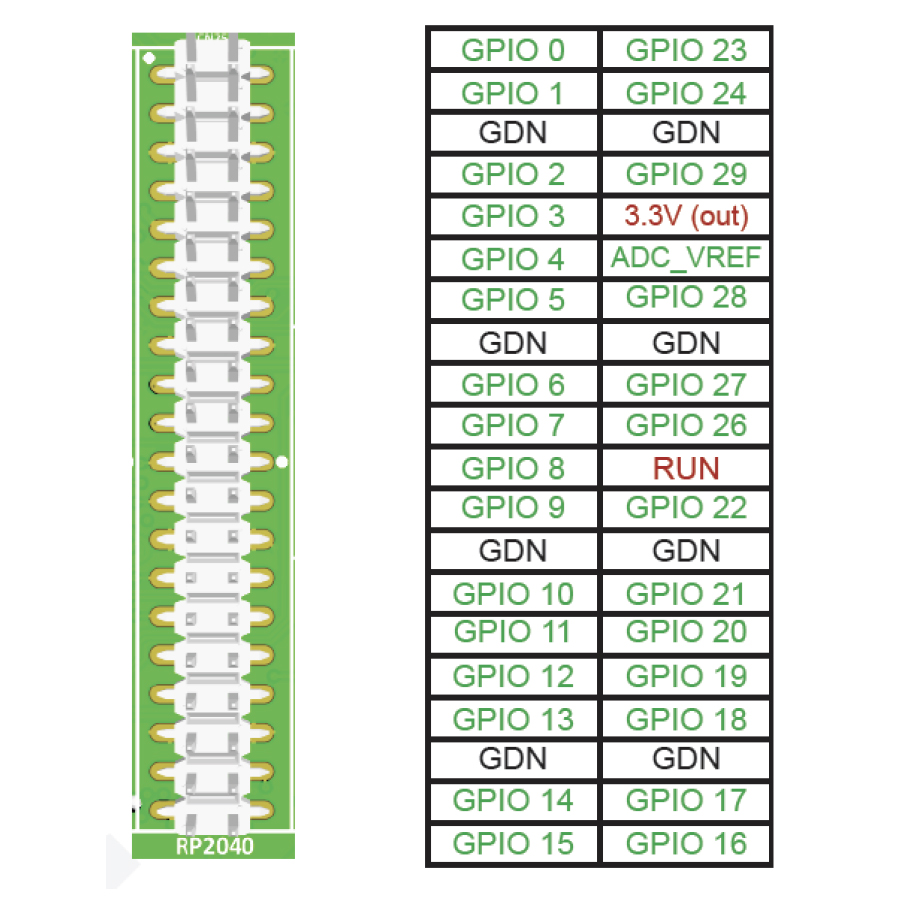 GPIO 0 GPIO 23
GPIO 1 GPIO 24
GDN GDN
GPIO 2 GPIO 29
GPIO 3 3.3V (out)
GPIO 4 ADC_VREF
GPIO 5 GPIO 28
GDN GDN
GPIO 6 GPIO 27
GPIO 7 GPIO 26
GPIO 8 RUN
GPIO 9 GPIO 22
GDN GDN
GPIO 10 GPIO 21
GPIO 11 GPIO 20
GPIO 12 GPIO 19
GPIO 13 GPIO 18
GDN GDN
GPIO 14 GPIO 17
GPIO 15 GPIO 16
RP2040